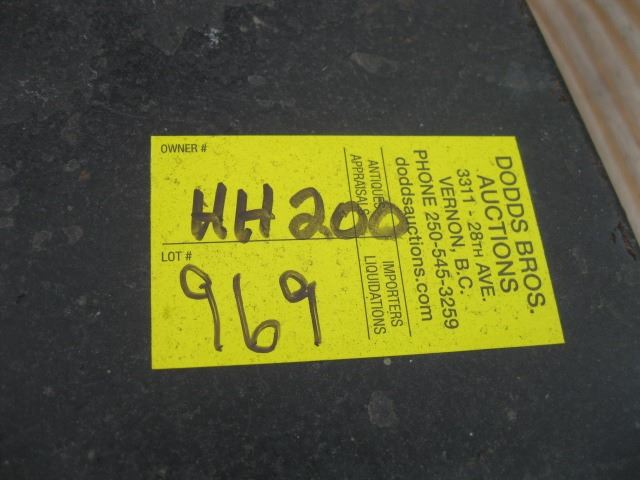 OWNER #
HH200
LOT #
969
DODDS BROS.
AUCTIONS
3311 - 28TH AVE.
VERNON, B.C.
PHONE 250-545-3259
doddsauctions.com
ANTIQUES IMPORTERS
APPRAISALS LIQUIDATIONS